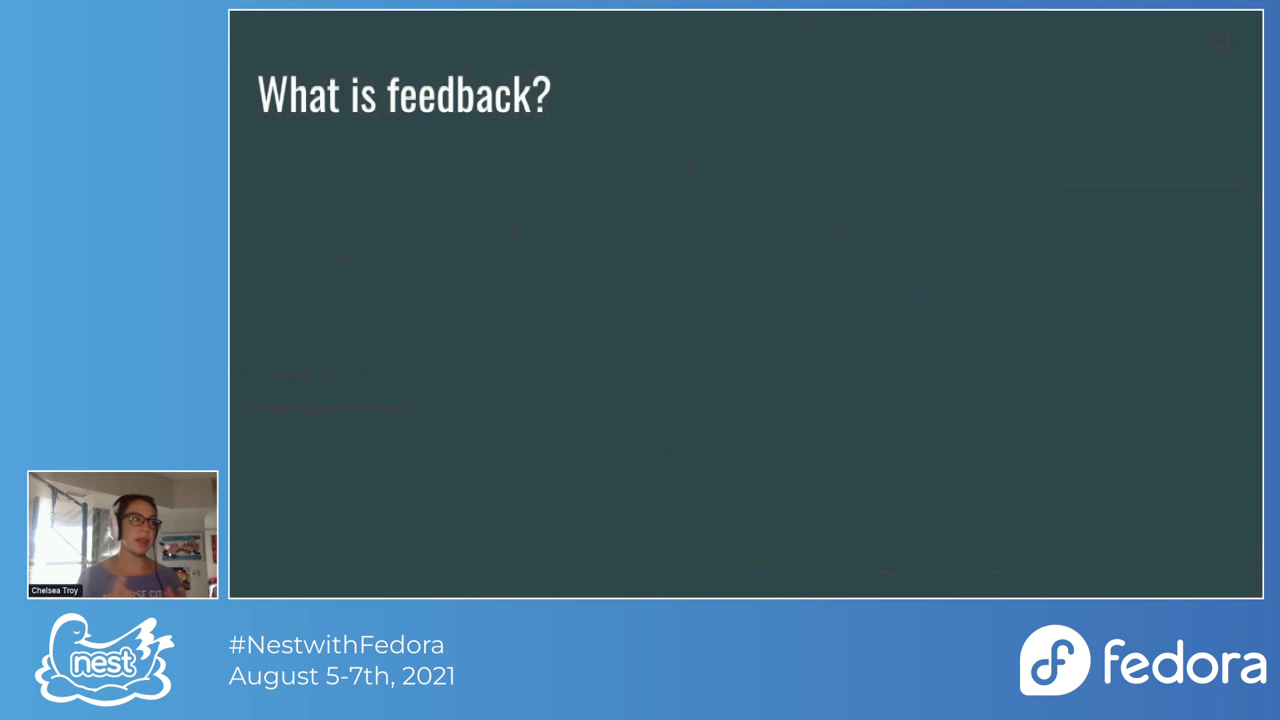 What is feedback?
Chelsea Troy
nest
#NestwithFedora
August 5-7th, 2021
fedora